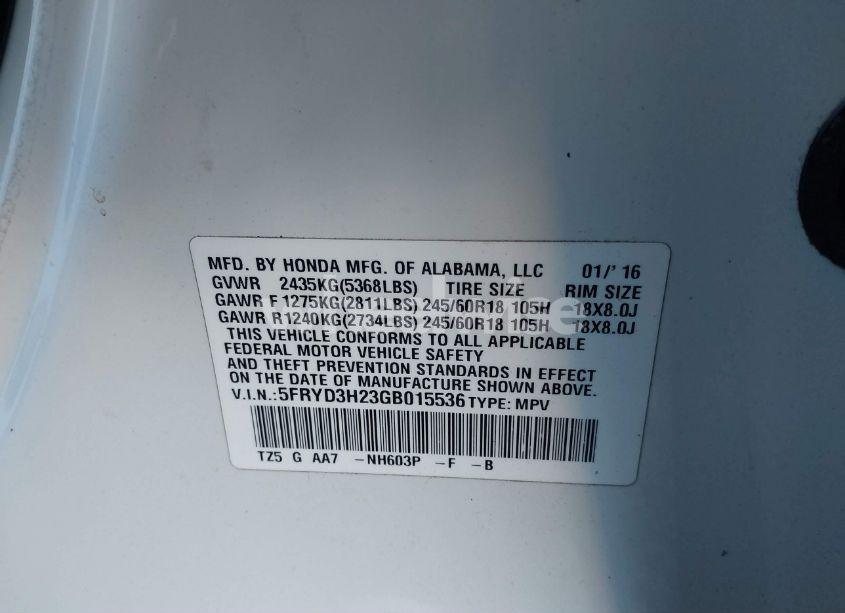 MFD. BY HONDA MFG. OF ALABAMA, LLC 01/' 16
GVWR 2435KG(5368LBS) TIRE SIZE RIM SIZE
GAWR F 1275KG(2811LBS) 245/60R18 105H 18X8.0J
GAWR R1240KG(2734LBS) 245/60R18 105H 18X8.0J
THIS VEHICLE CONFORMS TO ALL APPLICABLE
FEDERAL MOTOR VEHICLE SAFETY
AND THEFT PREVENTION STANDARDS IN EFFECT
ON THE DATE OF MANUFACTURE SHOWN ABOVE.
V.I.N.:5FRYD3H23GB015536 TYPE: MPV
TZ5 G AA7 -NH603P -F -B